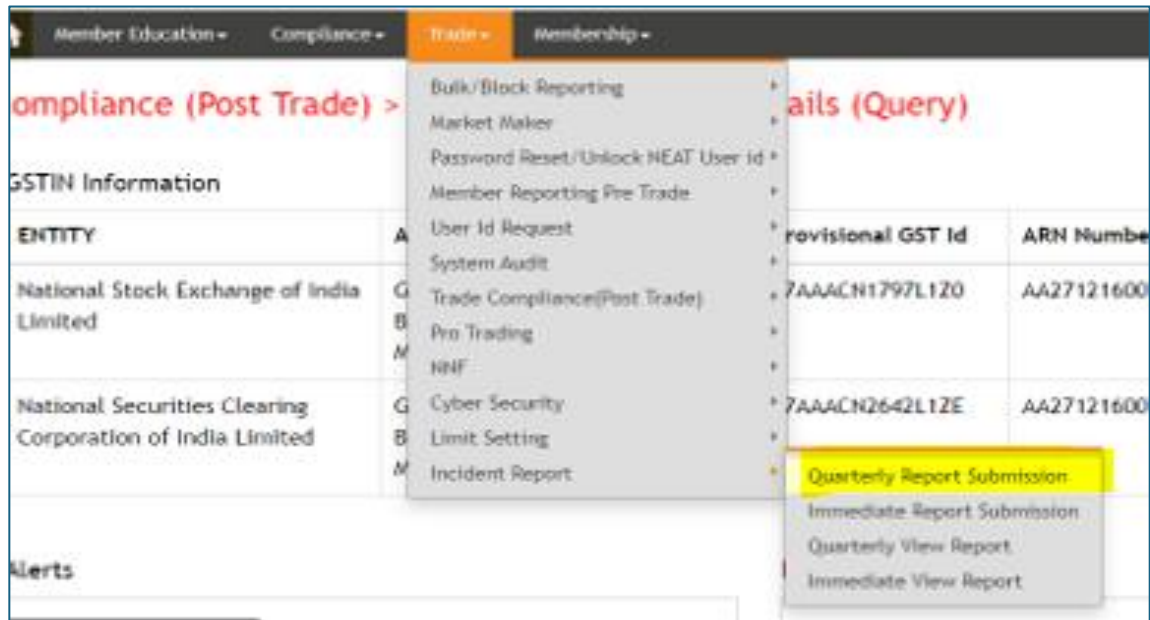 Member Education Compliance Trade Membership
ompliance (Post Trade) > ails (Query)
Bulk/Block Reporting
Market Maker
Password Reset/Unlock NEAT User id
Member Reporting Pre Trade
User Id Request
System Audit
Trade Compliance(Post Trade)
Pro Trading
NNF
Cyber Security
Limit Setting
Incident Report
Quarterly Report Submission
Immediate Report Submission
Quarterly View Report
Immediate View Report
GSTIN Information
ENTITY A rovisional GST Id ARN Numbe
National Stock Exchange of India G 7AAACN1797L1Z0 AA27121600
Limited B
M
National Securities Clearing G 7AAACN2642L1ZE AA27121600
Corporation of India Limited B
M
Alerts